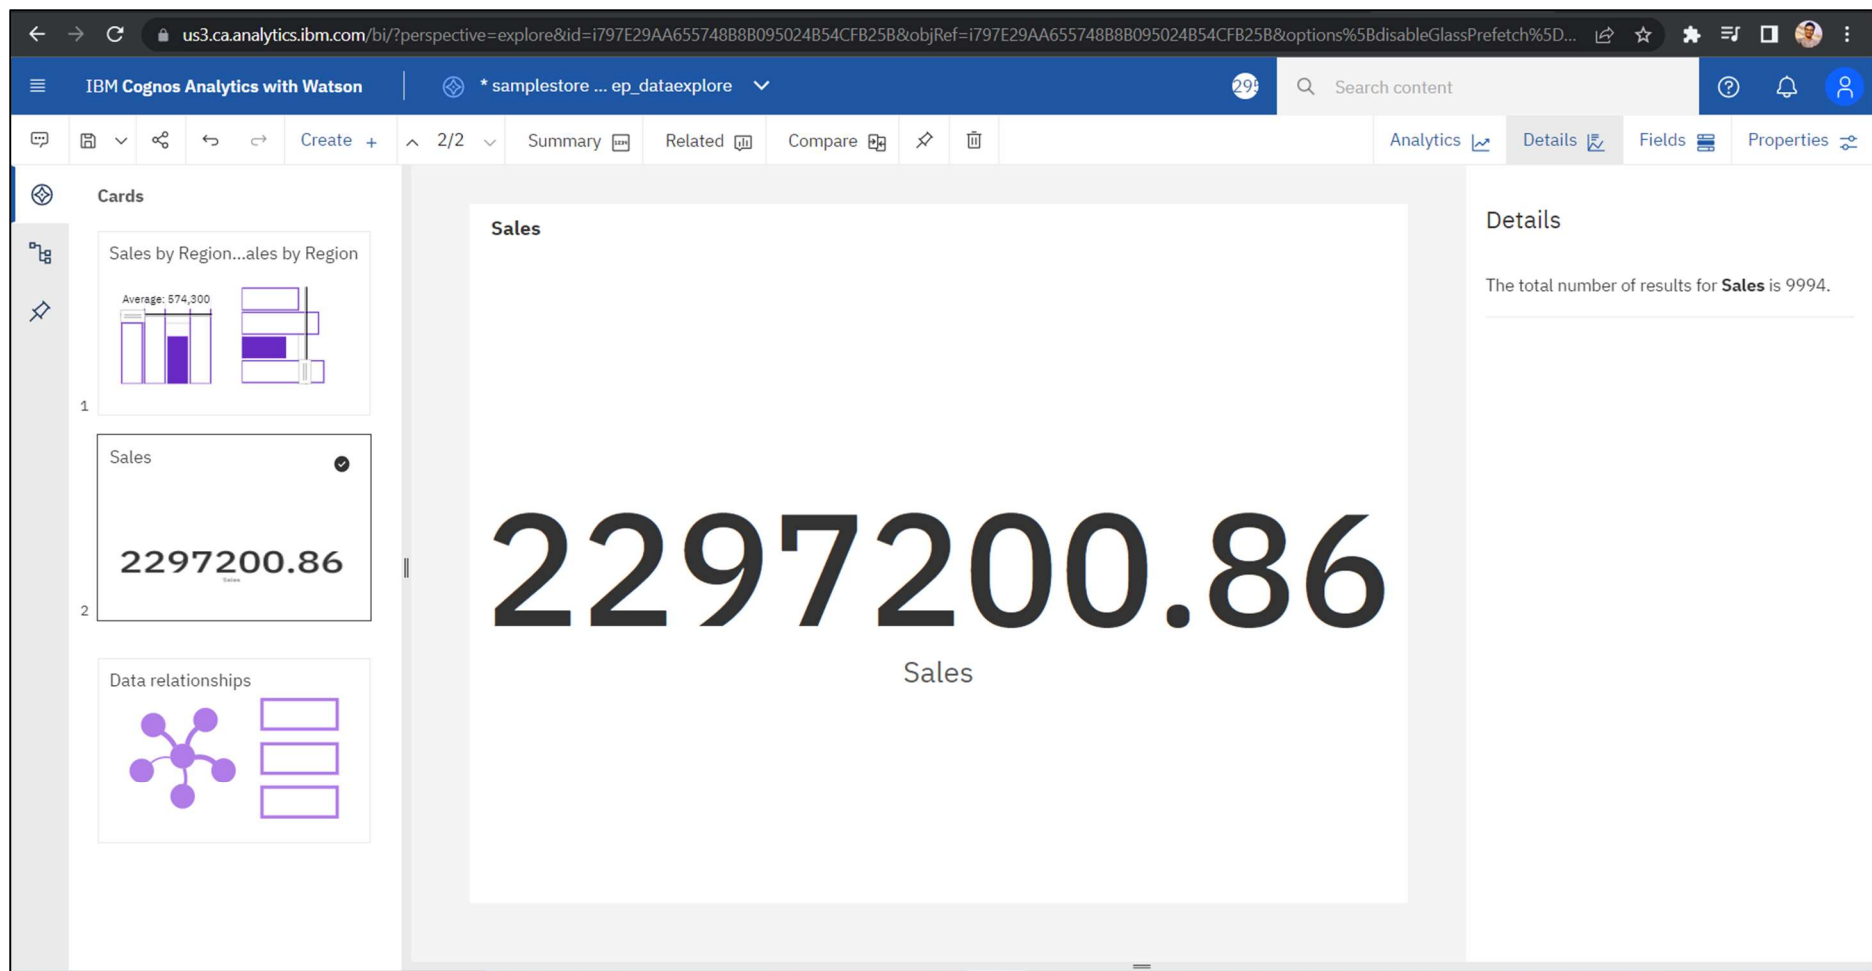 us3.ca.analytics.ibm.com/bi/?perspective=explore&id=i797E29AA655748B8B095024B54CFB25B&objRef=i797E29AA655748B8B095024B54CFB25B&options%5BdisableGlassPrefetch%5D...
IBM Cognos Analytics with Watson
* samplestore ... ep_dataexplore
295
Search content
Create +
2/2
Summary
Related
Compare
Analytics
Details
Fields
Properties
Cards
Sales by Region...ales by Region
Average: 574,300
1
Sales
2297200.86
Sales
2
Data relationships
Sales
2297200.86
Sales
Details
The total number of results for Sales is 9994.